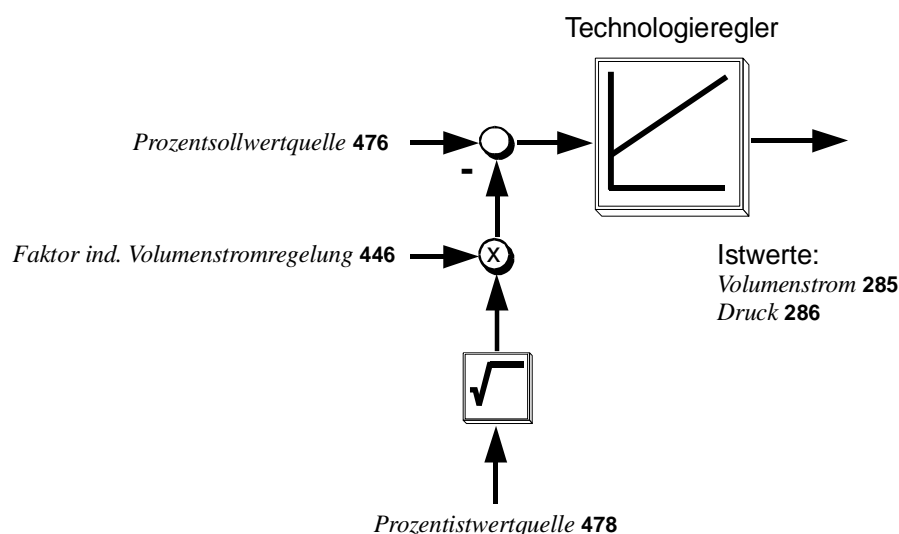 Technologieregler
Prozentsollwertquelle 476
-
Faktor ind. Volumenstromregelung 446
X
Istwerte:
Volumenstrom 285
Druck 286
Prozentistwertquelle 478